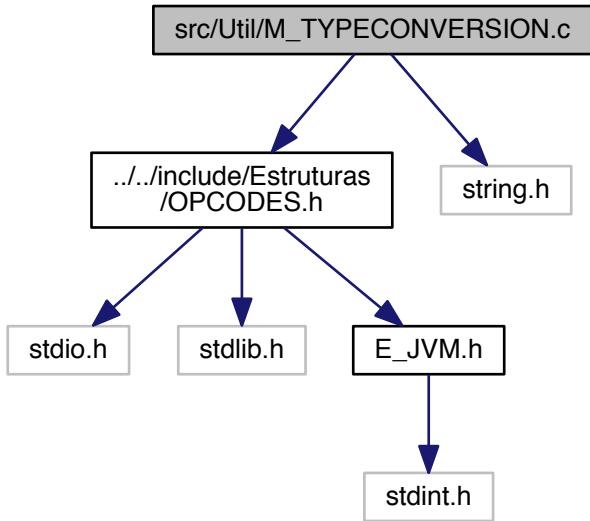 src/Util/M_TYPECONVERSION.c
../../include/Estruturas
/OPCODES.h
string.h
stdio.h
stdlib.h
E_JVM.h
stdint.h